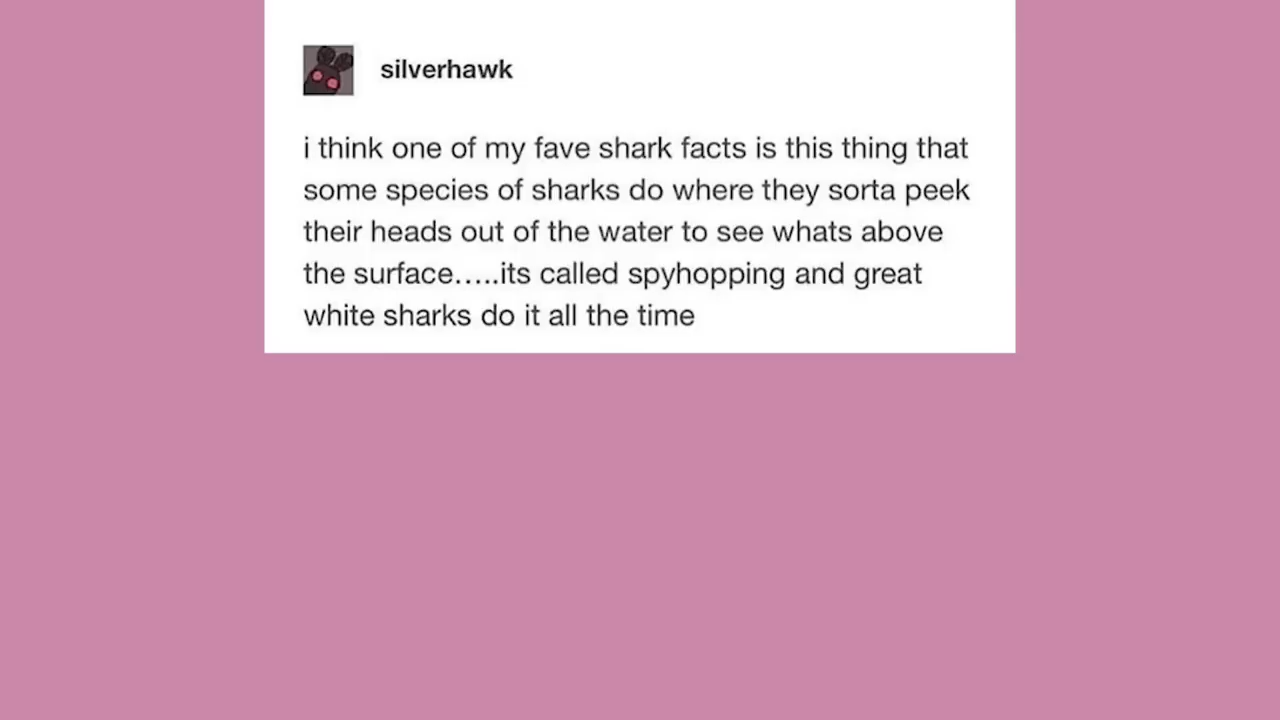 silverhawk
i think one of my fave shark facts is this thing that
some species of sharks do where they sorta peek
their heads out of the water to see whats above
the surface.....its called spyhopping and great
white sharks do it all the time